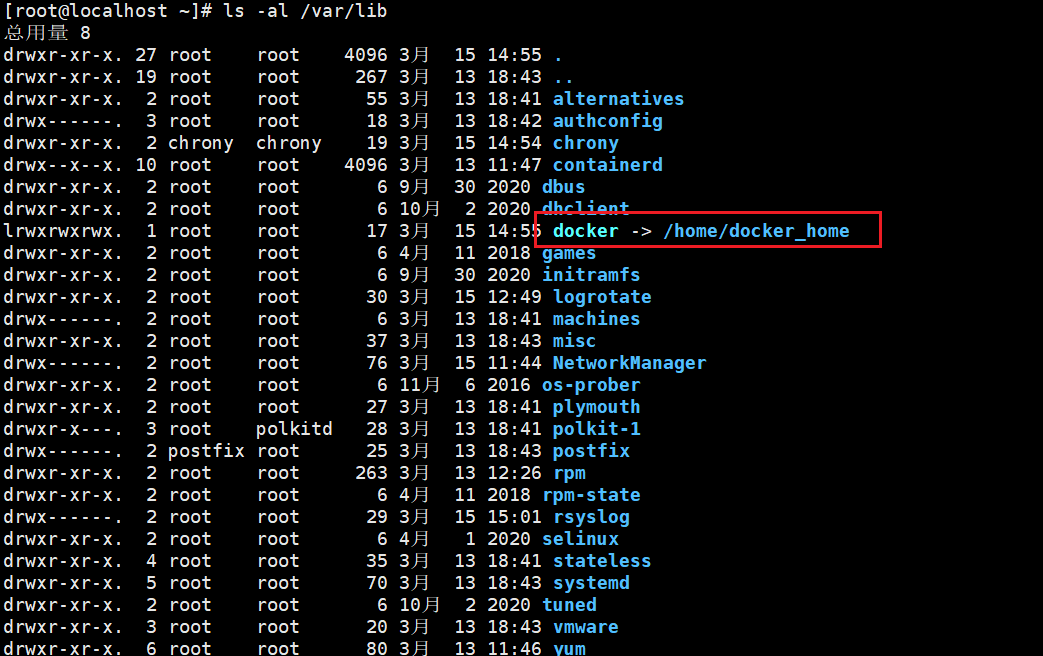 [root@localhost ~]# ls -al /var/lib
总用量 8
drwxr-xr-x. 27 root    root    4096 3月  15 14:55 .
drwxr-xr-x. 19 root    root     267 3月  13 18:43 ..
drwxr-xr-x.  2 root    root      55 3月  13 18:41 alternatives
drwx------.  3 root    root      18 3月  13 18:42 authconfig
drwxr-xr-x.  2 chrony  chrony    19 3月  15 14:54 chrony
drwx--x--x. 10 root    root    4096 3月  13 11:47 containerd
drwxr-xr-x.  2 root    root       6 9月  30 2020 dbus
drwxr-xr-x.  2 root    root       6 10月  2 2020 dhclient
lrwxrwxrwx.  1 root    root      17 3月  15 14:55 docker -> /home/docker_home
drwxr-xr-x.  2 root    root       6 4月  11 2018 games
drwxr-xr-x.  2 root    root       6 9月  30 2020 initramfs
drwxr-xr-x.  2 root    root      30 3月  15 12:49 logrotate
drwx------.  2 root    root       6 3月  13 18:41 machines
drwxr-xr-x.  2 root    root      37 3月  13 18:43 misc
drwx------.  2 root    root      76 3月  15 11:44 NetworkManager
drwxr-xr-x.  2 root    root       6 11月  6 2016 os-prober
drwxr-xr-x.  2 root    root      27 3月  13 18:41 plymouth
drwxr-x---.  3 root    polkitd   28 3月  13 18:41 polkit-1
drwx------.  2 postfix root      25 3月  13 18:43 postfix
drwxr-xr-x.  2 root    root     263 3月  13 12:26 rpm
drwxr-xr-x.  2 root    root       6 4月  11 2018 rpm-state
drwx------.  2 root    root      29 3月  15 15:01 rsyslog
drwxr-xr-x.  2 root    root       6 4月   1 2020 selinux
drwxr-xr-x.  4 root    root      35 3月  13 18:41 stateless
drwxr-xr-x.  5 root    root      70 3月  13 18:43 systemd
drwxr-xr-x.  2 root    root       6 10月  2 2020 tuned
drwxr-xr-x.  3 root    root      20 3月  13 18:43 vmware
drwxr-xr-x.  6 root    root      80 3月  13 11:46 yum